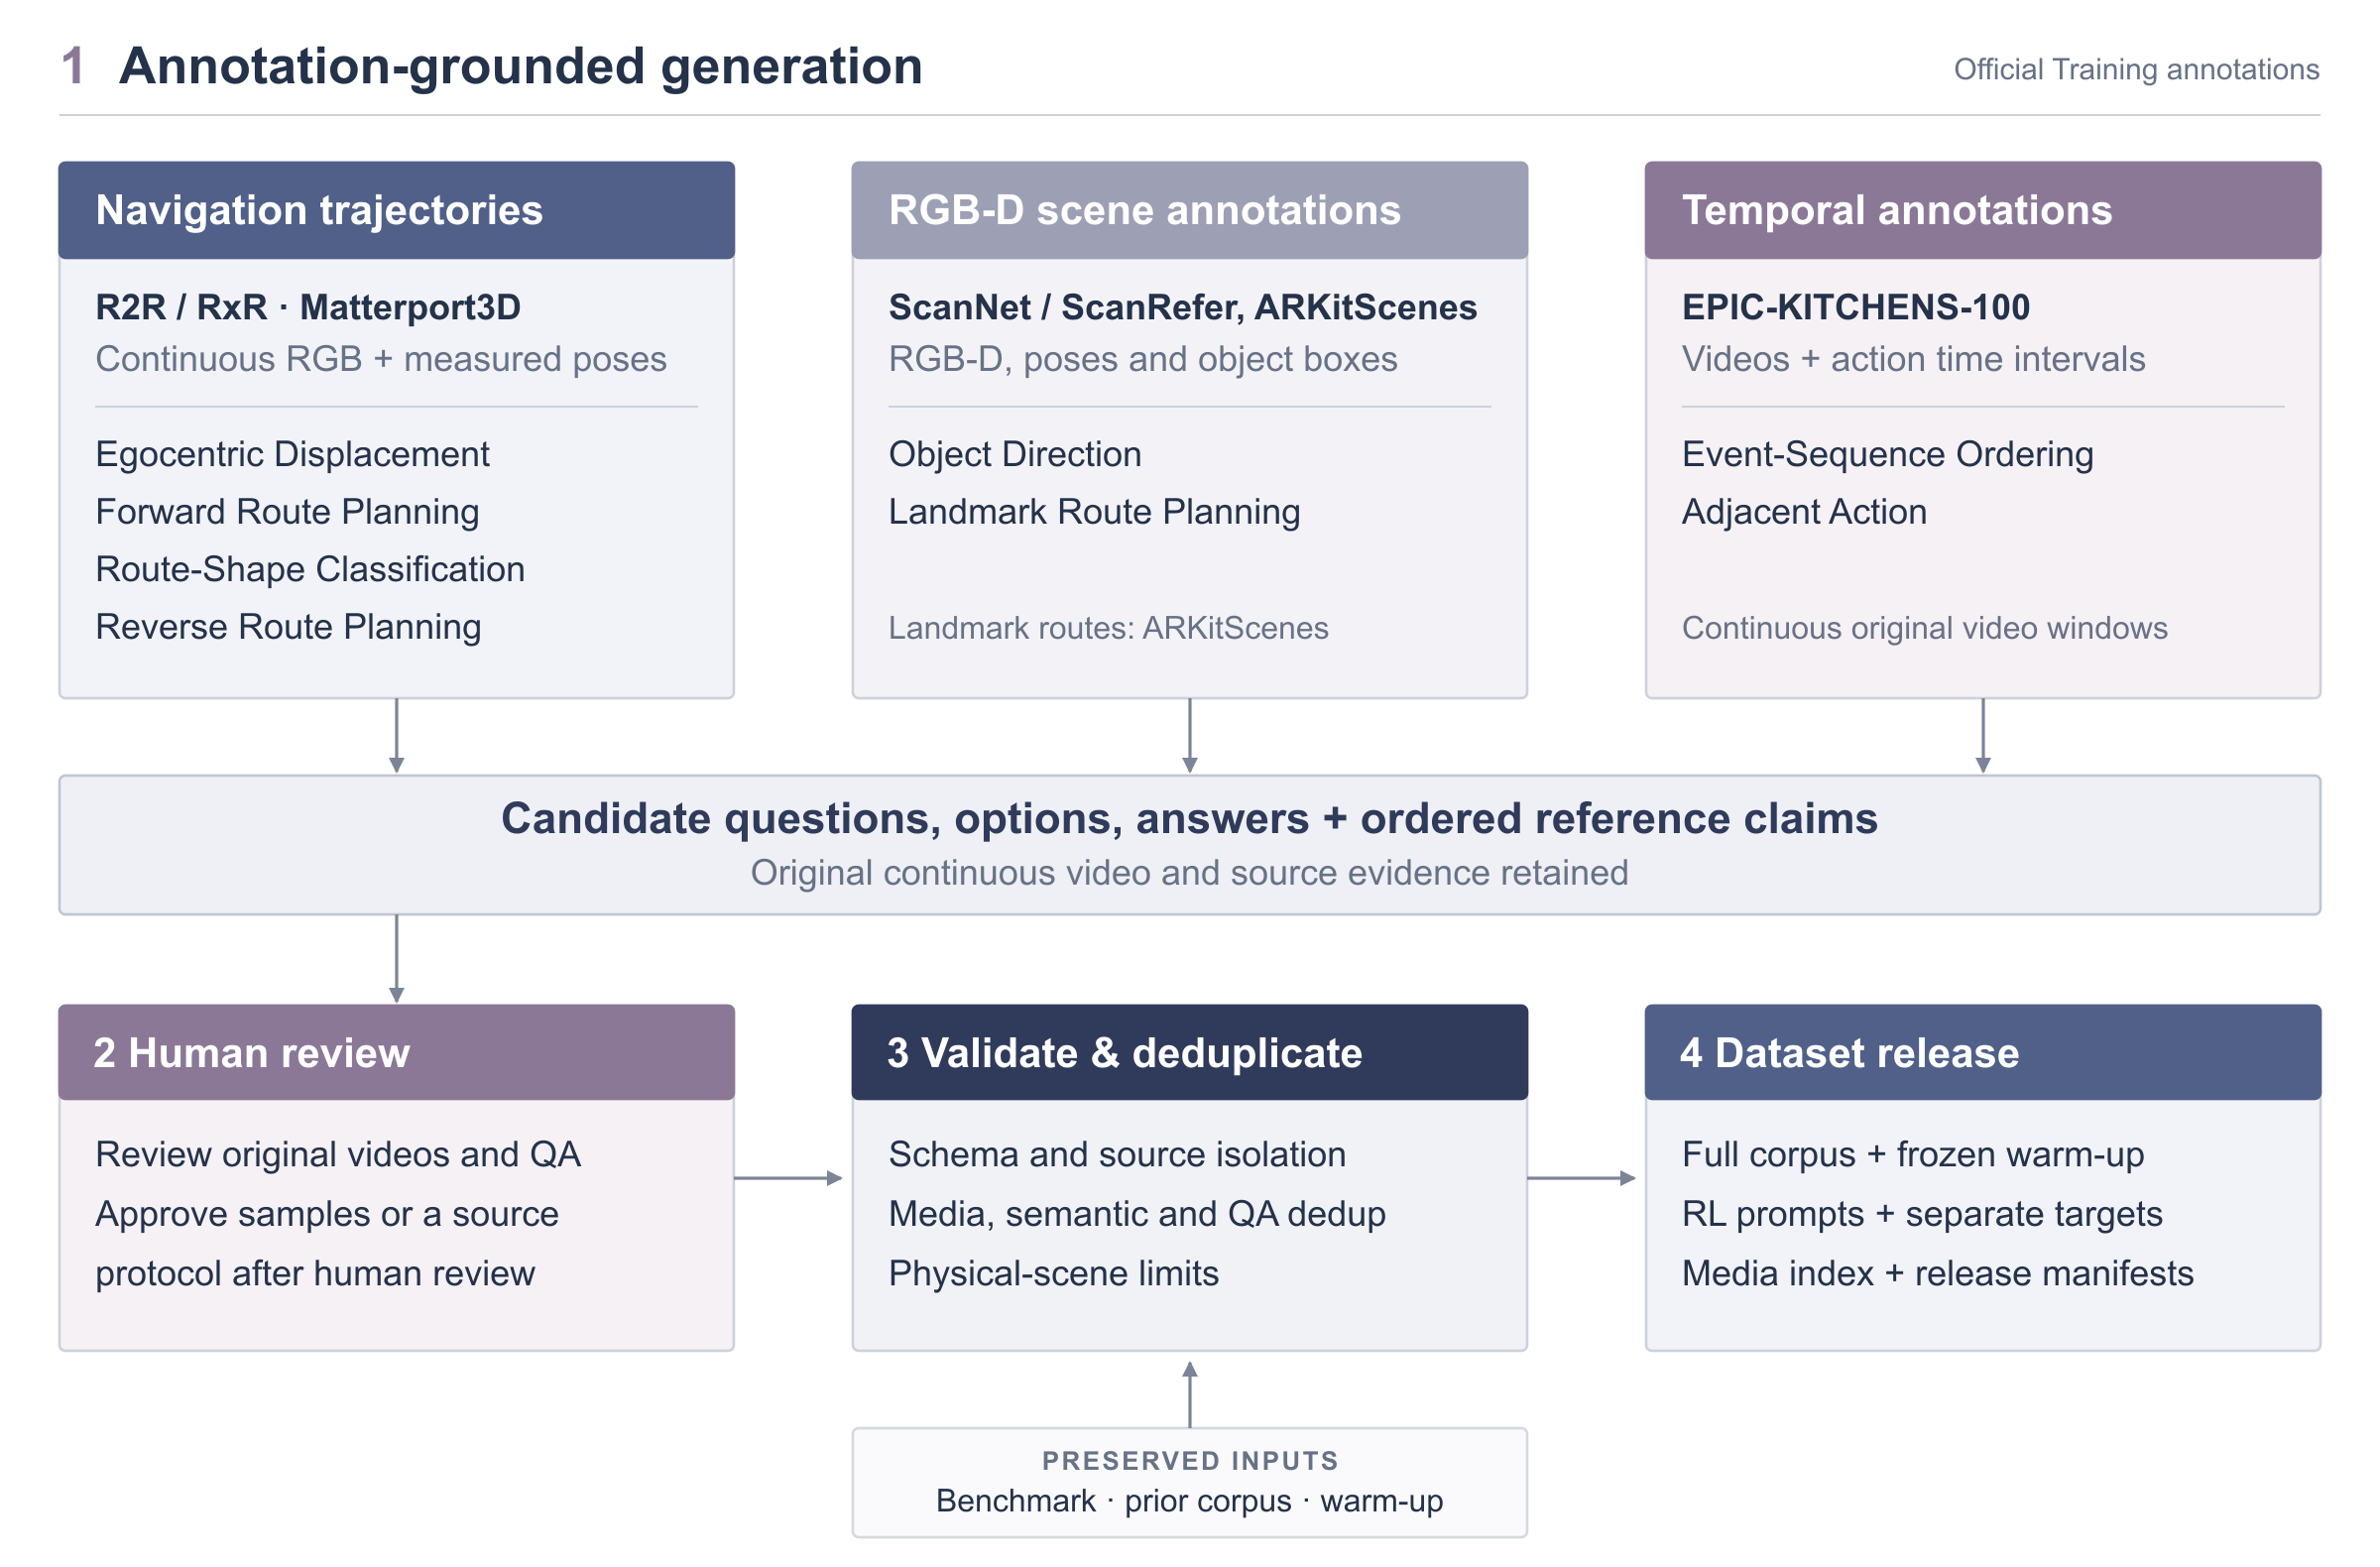 1 Annotation-grounded generation
Official Training annotations
Navigation trajectories
R2R / RxR · Matterport3D
Continuous RGB + measured poses
Egocentric Displacement
Forward Route Planning
Route-Shape Classification
Reverse Route Planning
RGB-D scene annotations
ScanNet / ScanRefer, ARKitScenes
RGB-D, poses and object boxes
Object Direction
Landmark Route Planning
Landmark routes: ARKitScenes
Temporal annotations
EPIC-KITCHENS-100
Videos + action time intervals
Event-Sequence Ordering
Adjacent Action
Continuous original video windows
Candidate questions, options, answers + ordered reference claims
Original continuous video and source evidence retained
2 Human review
Review original videos and QA
Approve samples or a source
protocol after human review
3 Validate & deduplicate
Schema and source isolation
Media, semantic and QA dedup
Physical-scene limits
4 Dataset release
Full corpus + frozen warm-up
RL prompts + separate targets
Media index + release manifests
PRESERVED INPUTS
Benchmark · prior corpus · warm-up